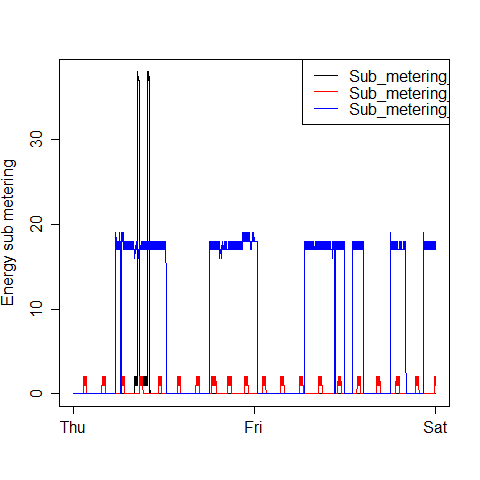 Sub_metering_
Sub_metering_
Sub_metering_
Energy sub metering
30
20
10
0
Thu Fri Sat